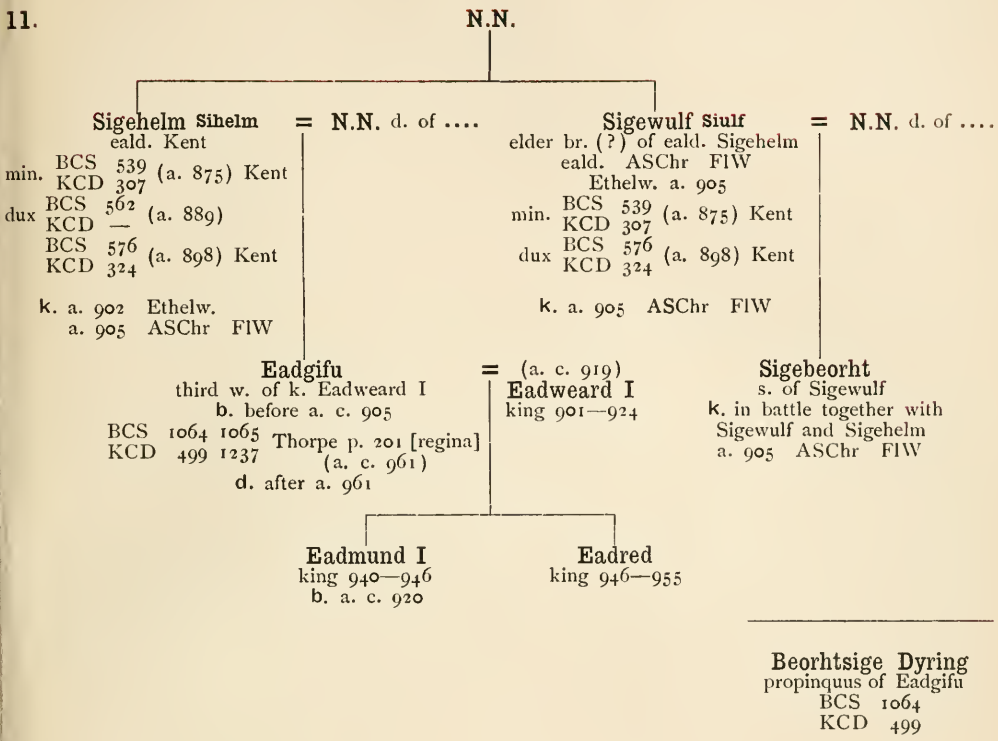 11.
N.N.
Sigehelm Sihelm = N.N. d. of ....
eald. Kent
min. BCS 539 (a. 875) Kent
KCD 307
dux BCS 562 (a. 889)
KCD —
BCS 576 (a. 898) Kent
KCD 324
k. a. 902 Ethelw.
a. 905 ASChr FlW
Sigewulf Siulf = N.N. d. of ....
elder br. (?) of eald. Sigehelm
eald. ASChr FlW
Ethelw. a. 905
min. BCS 539 (a. 875) Kent
KCD 307
dux BCS 576 (a. 898) Kent
KCD 324
k. a. 905 ASChr FlW
Eadgifu
third w. of k. Eadweard I
b. before a. c. 905
BCS 1064 1065 Thorpe p. 201 [regina]
KCD 499 1237
(a. c. 961)
d. after a. 961
= (a. c. 919)
Eadweard I
king 901—924
Sigebeorht
s. of Sigewulf
k. in battle together with
Sigewulf and Sigehelm
a. 905 ASChr FlW
Eadmund I
king 940—946
b. a. c. 920
Eadred
king 946—955
Beorhtsige Dyring
propinquus of Eadgifu
BCS 1064
KCD 499